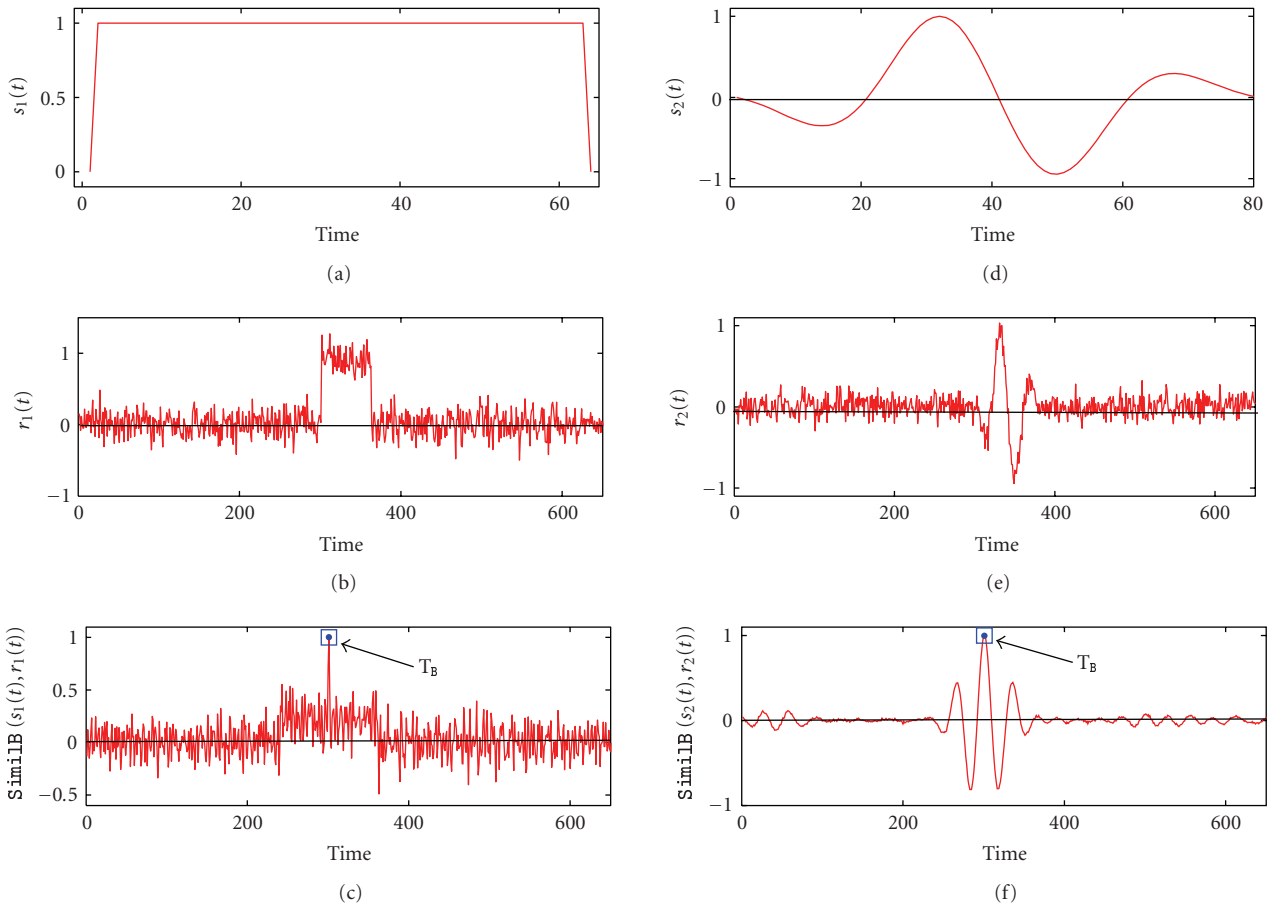 1
0.5
0
s₁(t)
0 20 40 60
Time
(a)
1
0
−1
s₂(t)
0 20 40 60 80
Time
(d)
1
0
−1
r₁(t)
0 200 400 600
Time
(b)
1
0
−1
r₂(t)
0 200 400 600
Time
(e)
1
0.5
0
−0.5
SimilB (s₁(t), r₁(t))
T_B
0 200 400 600
Time
(c)
1
0
−1
SimilB (s₂(t), r₂(t))
T_B
0 200 400 600
Time
(f)